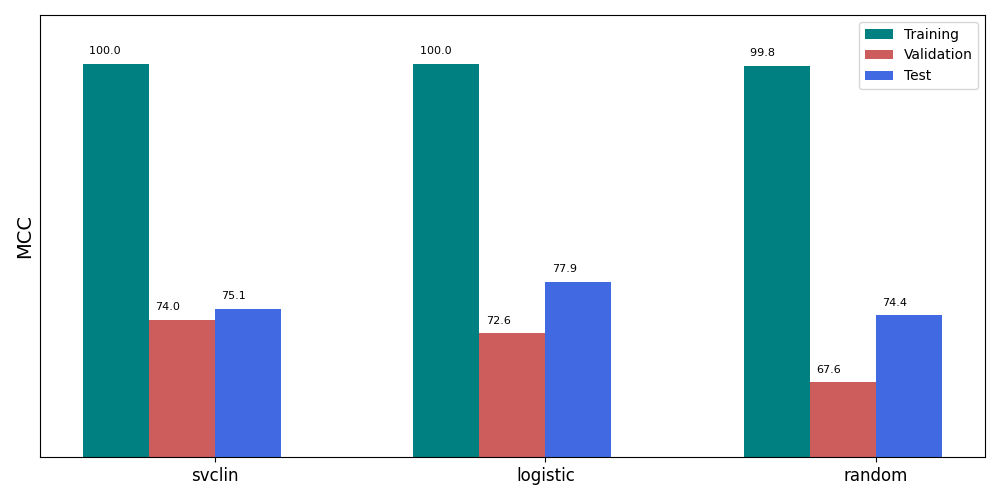 100.0
100.0
99.8
Training
Validation
Test
74.0
75.1
72.6
77.9
67.6
74.4
MCC
svclin
logistic
random